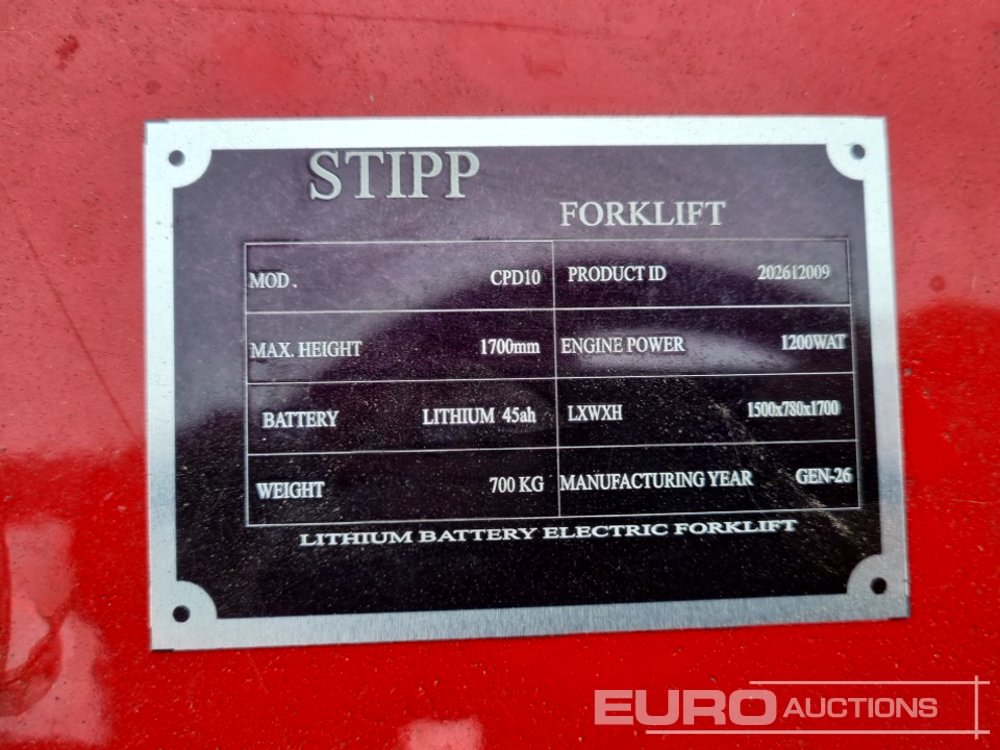 STIPP
FORKLIFT
MOD. CPD10 PRODUCT ID 202612009
MAX. HEIGHT 1700mm ENGINE POWER 1200WAT
BATTERY LITHIUM 45ah LXWXH 1500x780x1700
WEIGHT 700 KG MANUFACTURING YEAR GEN-26
LITHIUM BATTERY ELECTRIC FORKLIFT
EURO AUCTIONS